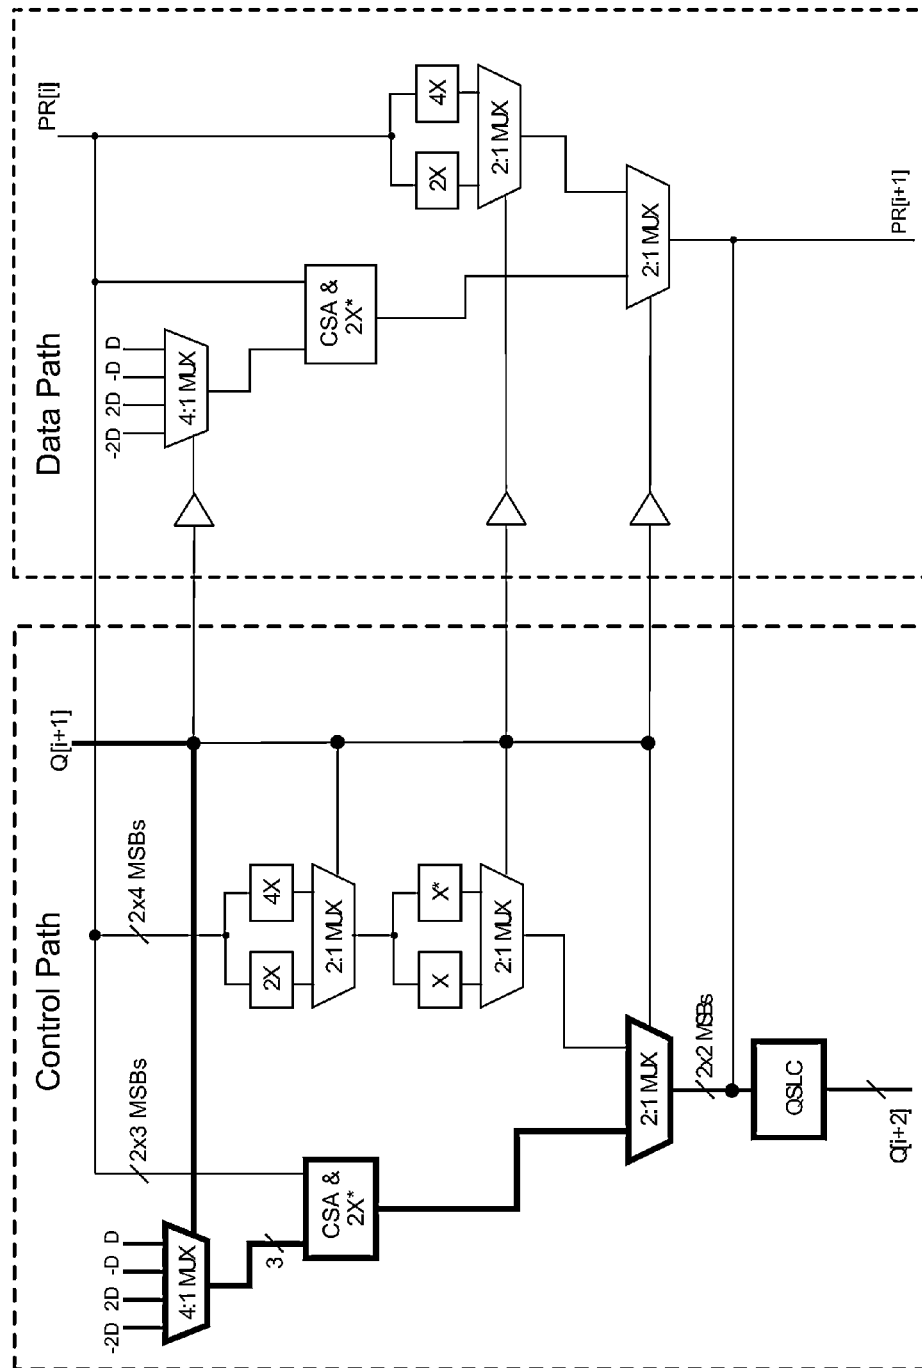 Control Path
Data Path
Q[i+1]
PR[i]
-2D 2D -D D
4:1 MUX
2x3 MSBs
3
CSA &
2X*
2x4 MSBs
2X
4X
2:1 MUX
X
X*
2:1 MUX
2:1 MUX
2x2 MSBs
QSLC
Q[i+2]
-2D 2D -D D
4:1 MUX
CSA &
2X*
2X
4X
2:1 MUX
2:1 MUX
PR[i+1]